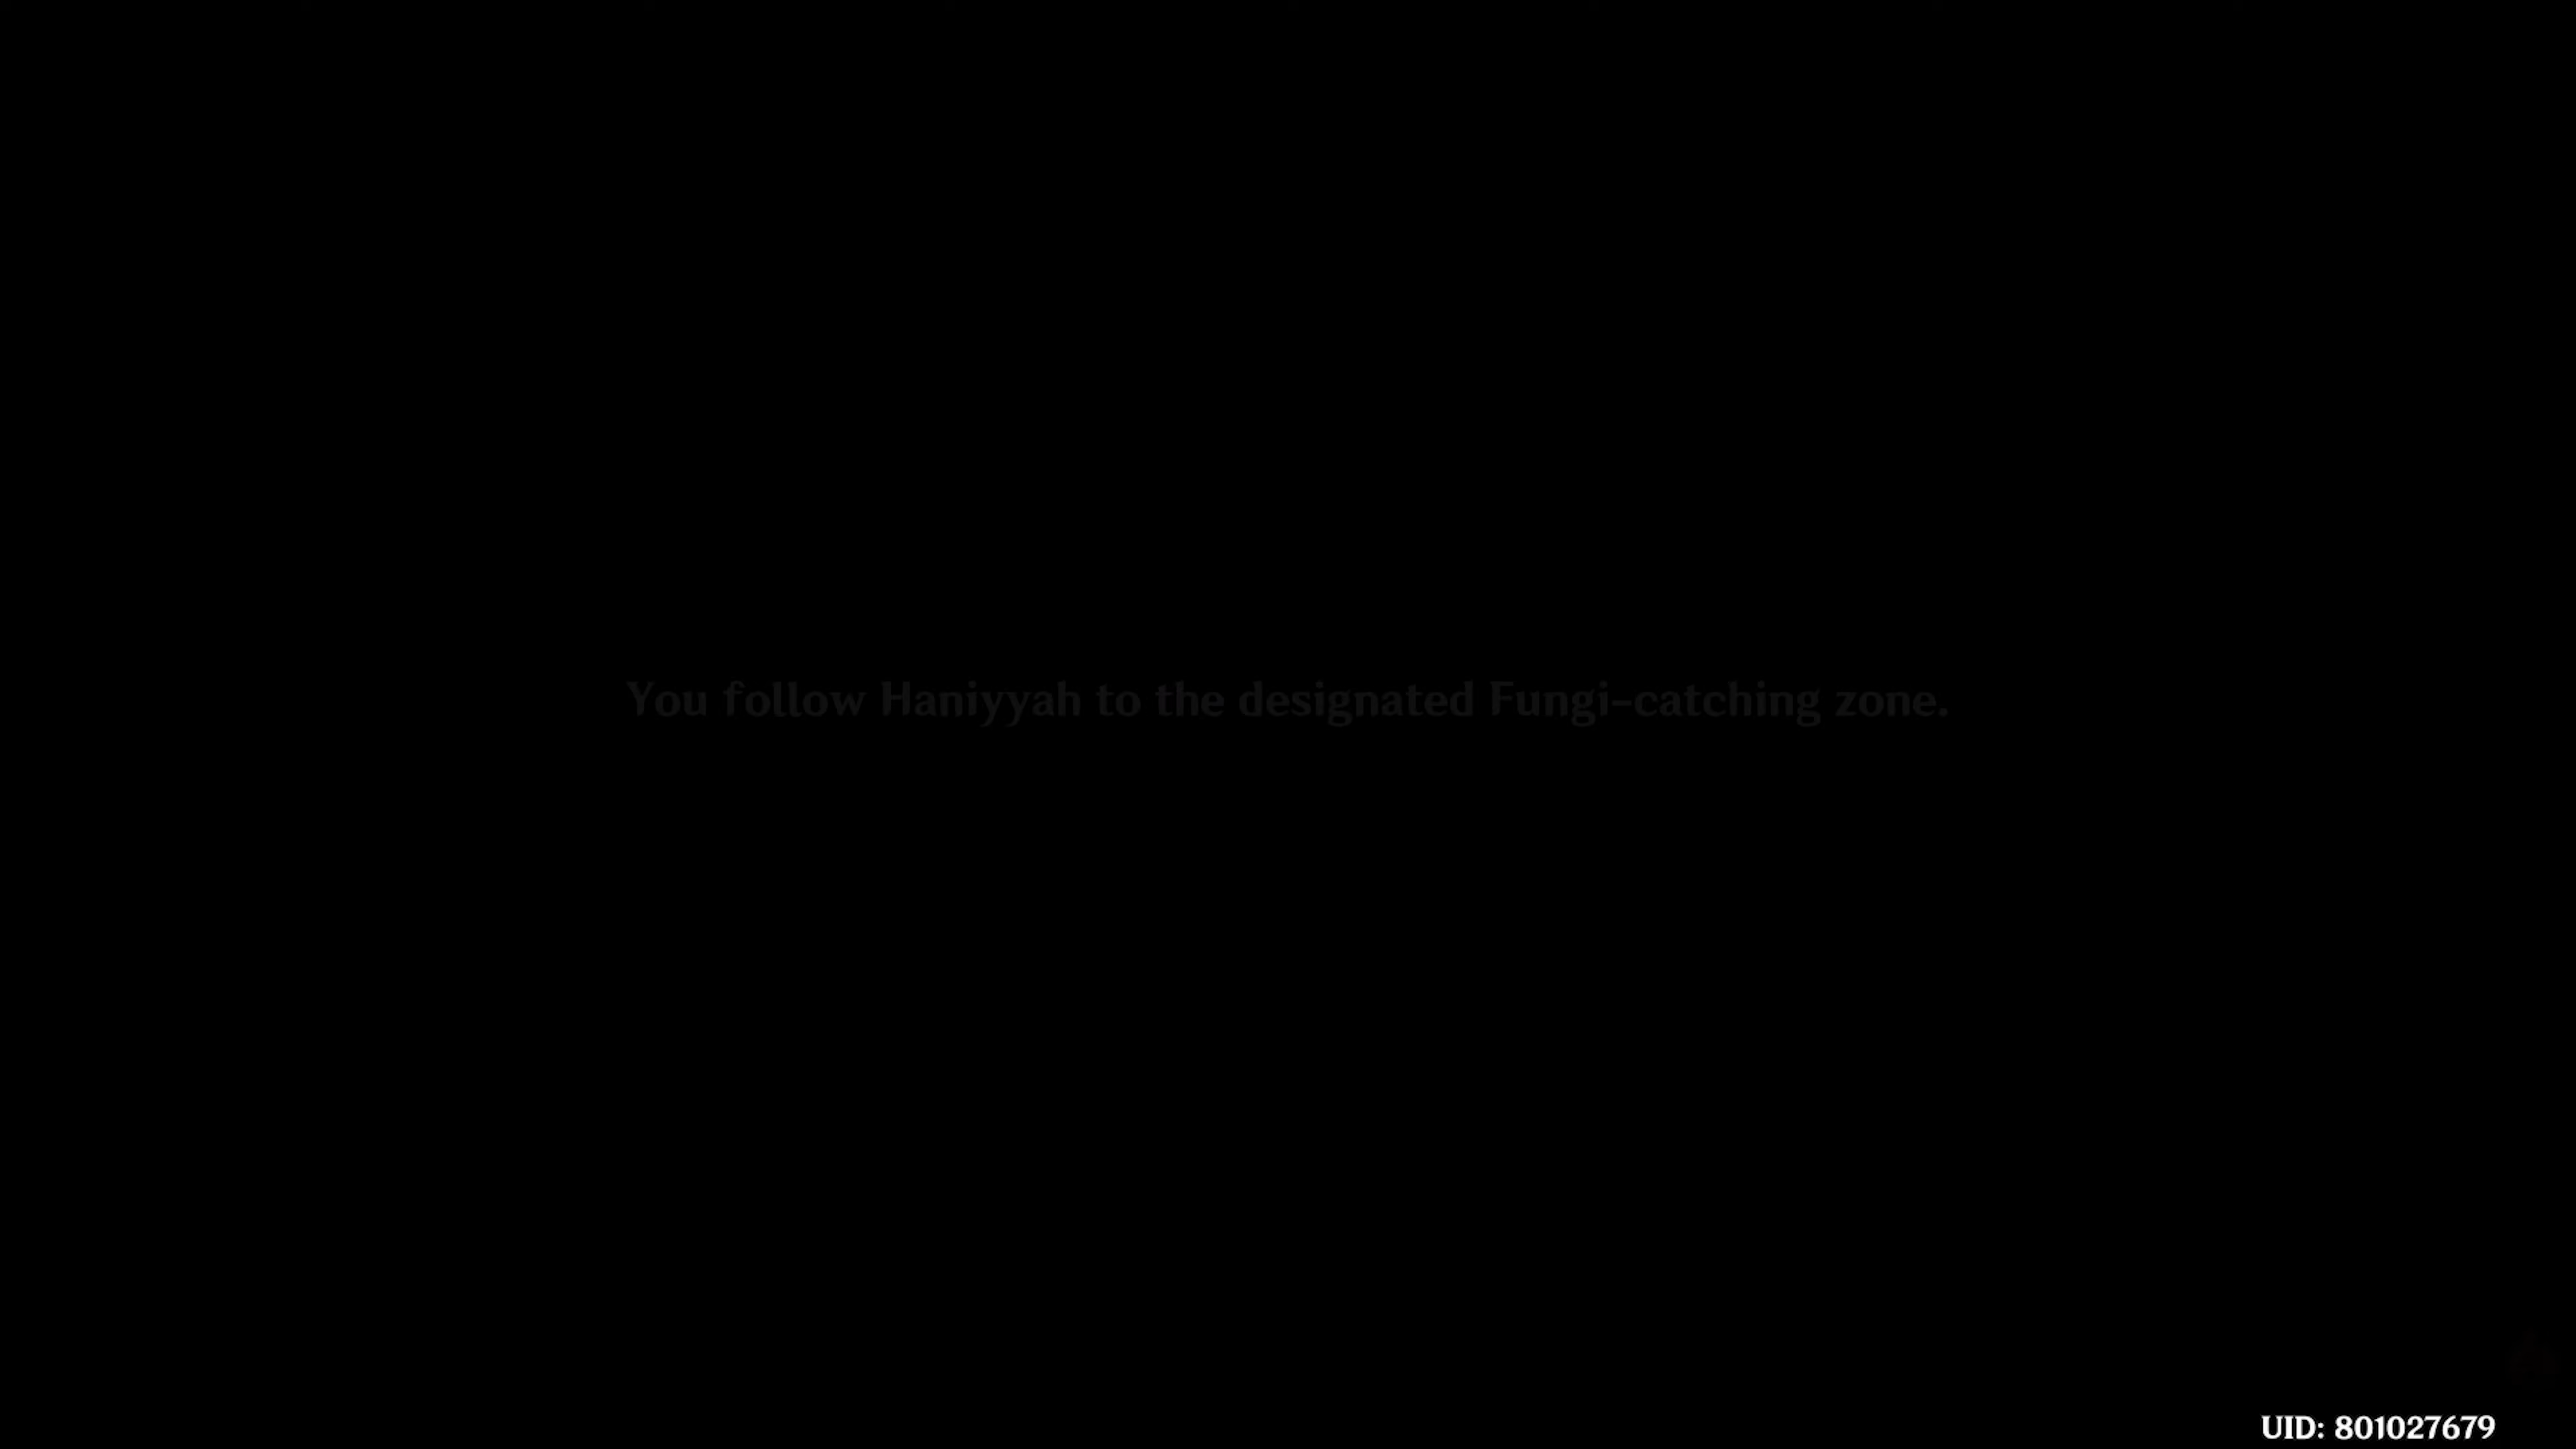 You follow Haniyyah to the designated Fungi-catching zone.
UID: 801027679